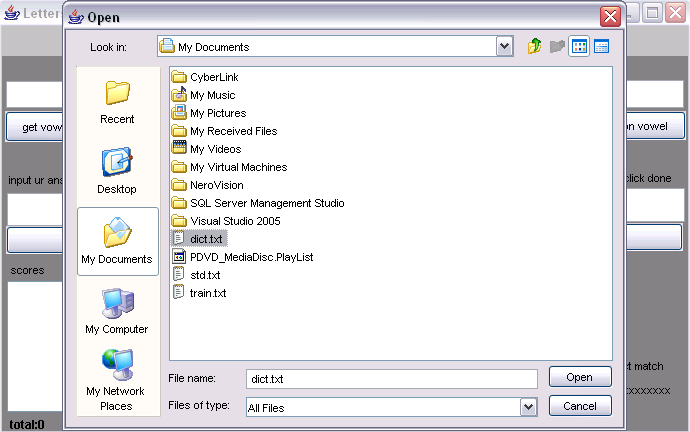 Letters
Open
Look in:
My Documents
Recent
Desktop
My Documents
My Computer
My Network
Places
CyberLink
My Music
My Pictures
My Received Files
My Videos
My Virtual Machines
NeroVision
SQL Server Management Studio
Visual Studio 2005
dict.txt
PDVD_MediaDisc.PlayList
std.txt
train.txt
File name:
dict.txt
Open
Files of type:
All Files
Cancel
get vow
on vowel
input ur ans
click done
scores
ct match
xxxxxxxx
total:0